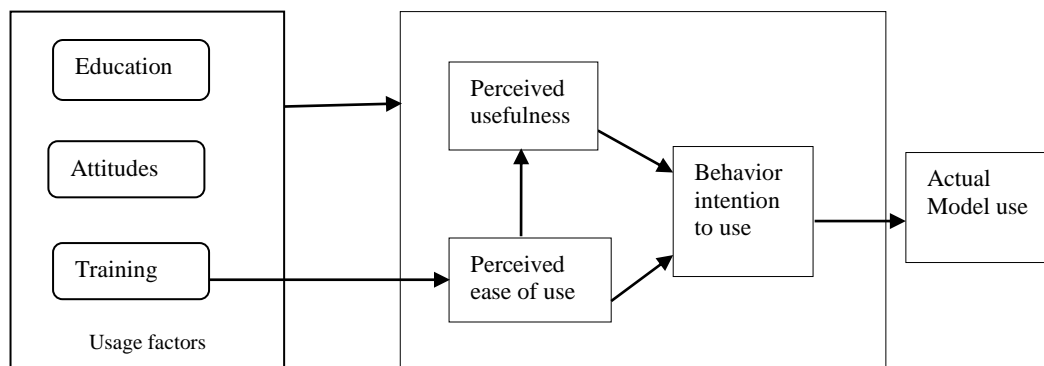 Education
Attitudes
Training
Usage factors
Perceived
usefulness
Perceived
ease of use
Behavior
intention
to use
Actual
Model use